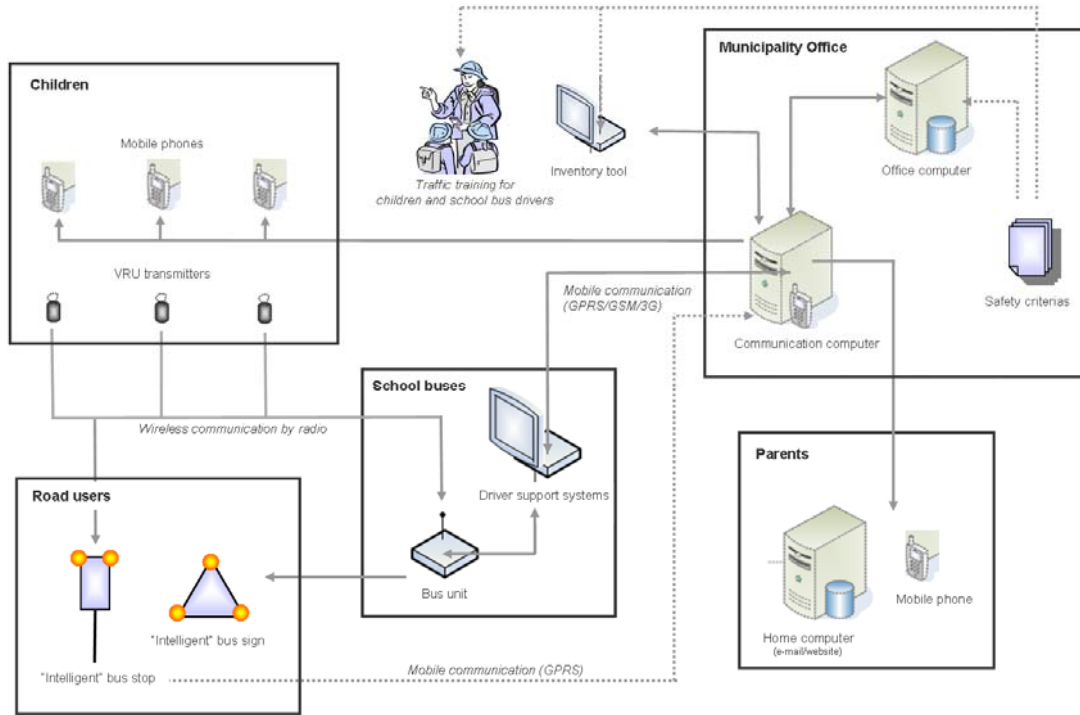 Municipality Office
Children
Mobile phones
Traffic training for
children and school bus drivers
Inventory tool
Office computer
VRU transmitters
Mobile communication
(GPRS/GSM/3G)
Safety criterias
Communication computer
School buses
Wireless communication by radio
Parents
Road users
Driver support systems
Bus unit
Mobile phone
"Intelligent" bus sign
Home computer
(e-mail/website)
"Intelligent" bus stop
Mobile communication (GPRS)